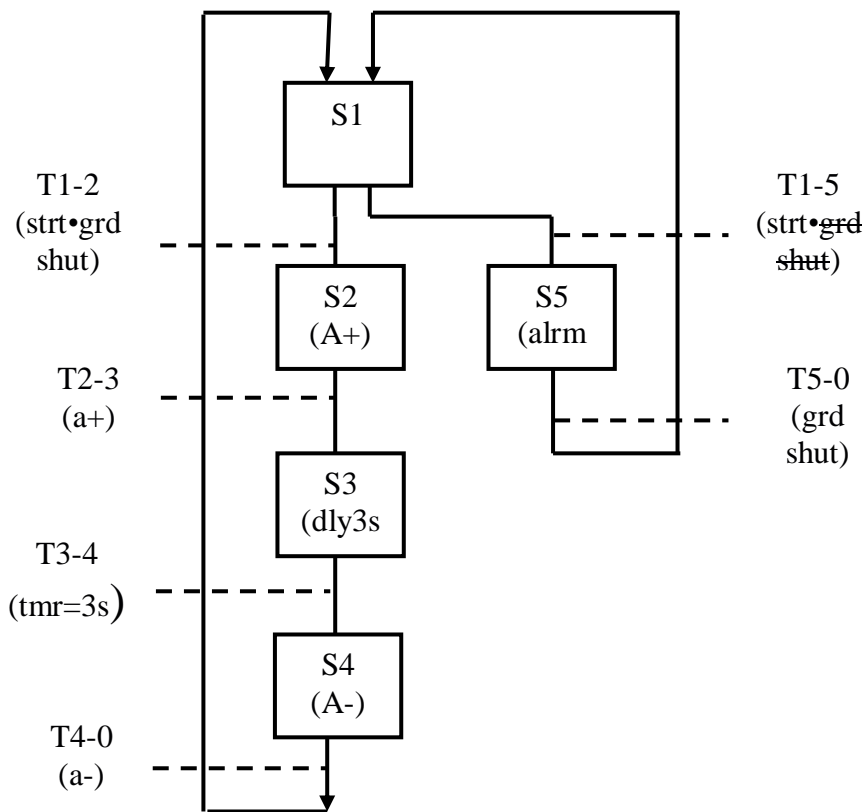 S1
T1-2
(strt•grd
shut)
T1-5
(strt•grd
shut)
S2
(A+)
S5
(alrm
T2-3
(a+)
T5-0
(grd
shut)
S3
(dly3s
T3-4
(tmr=3s)
S4
(A-)
T4-0
(a-)